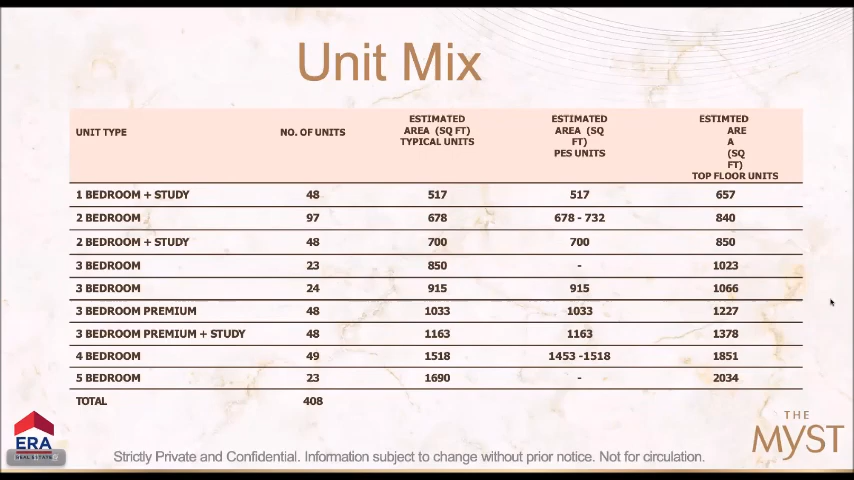 Unit Mix
UNIT TYPE NO. OF UNITS ESTIMATED AREA (SQ FT) TYPICAL UNITS ESTIMATED AREA (SQ FT) PES UNITS ESTIMTED ARE A (SQ FT) TOP FLOOR UNITS
1 BEDROOM + STUDY 48 517 517 657
2 BEDROOM 97 678 678 - 732 840
2 BEDROOM + STUDY 48 700 700 850
3 BEDROOM 23 850 - 1023
3 BEDROOM 24 915 915 1066
3 BEDROOM PREMIUM 48 1033 1033 1227
3 BEDROOM PREMIUM + STUDY 48 1163 1163 1378
4 BEDROOM 49 1518 1453 -1518 1851
5 BEDROOM 23 1690 - 2034
TOTAL 408
ERA
REAL ESTATE
Strictly Private and Confidential. Information subject to change without prior notice. Not for circulation.
THE
MYST